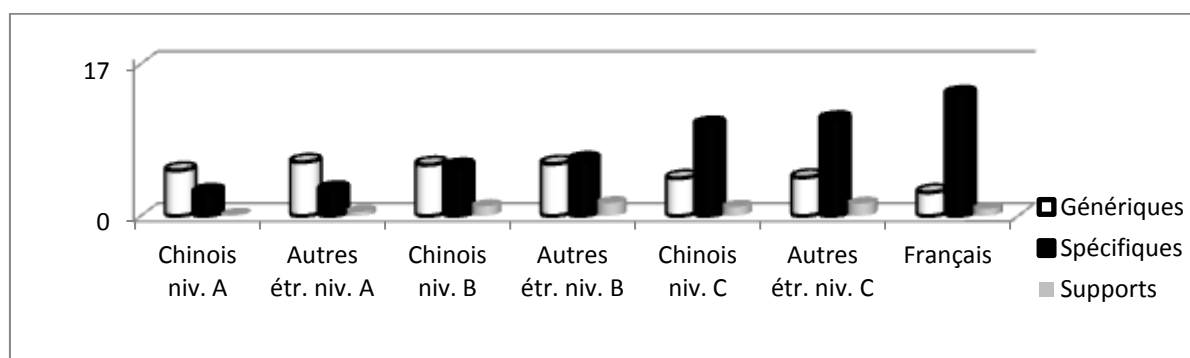 17
0
Chinois niv. A
Autres étr. niv. A
Chinois niv. B
Autres étr. niv. B
Chinois niv. C
Autres étr. niv. C
Français
Génériques
Spécifiques
Supports